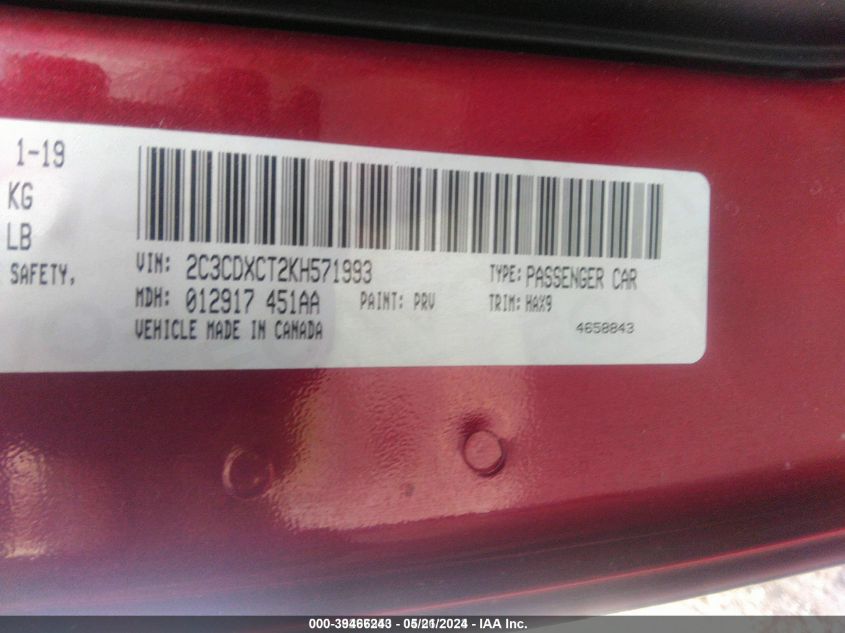 1-19
KG
LB
SAFETY,
VIN: 2C3CDXCT2KH571993 TYPE: PASSENGER CAR
MDH: 012917 451AA PAINT: PRV TRIM: HAX9
VEHICLE MADE IN CANADA 4658843
000-39466243 - 05/21/2024 - IAA Inc.